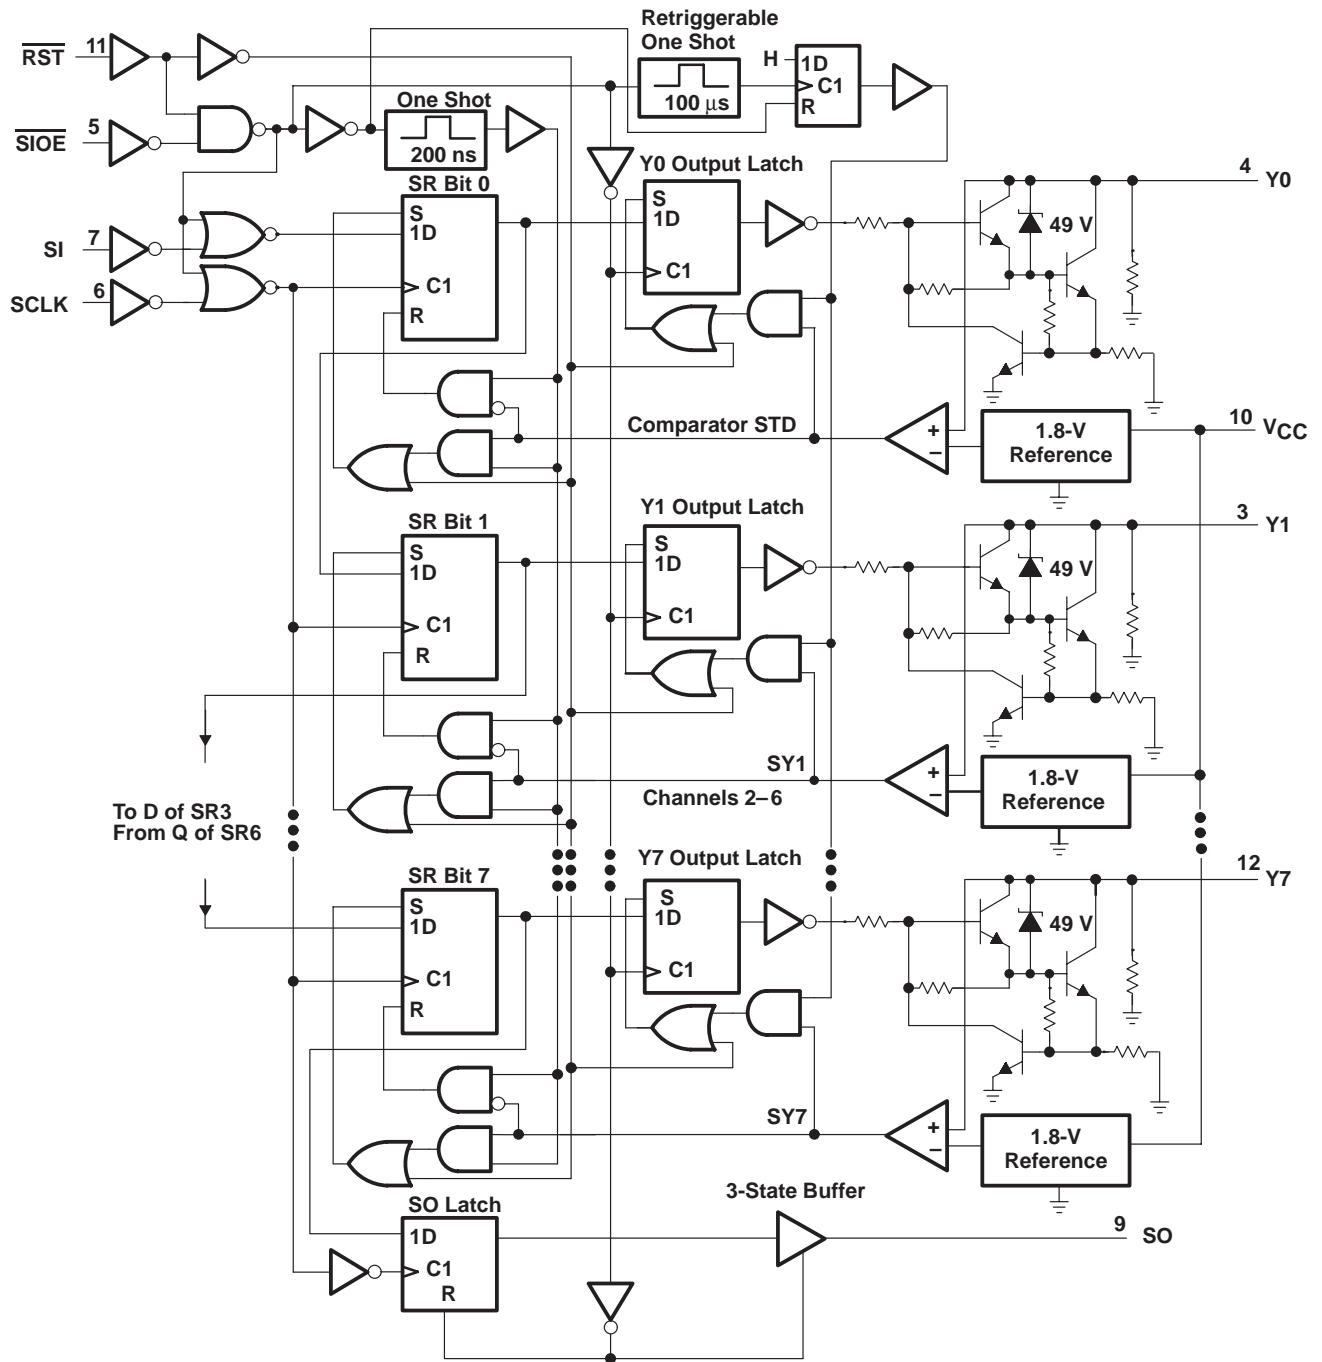 Retriggerable
One Shot
RST
11
H
1D
C1
R
100 μs
One Shot
200 ns
SIOE
5
Y0 Output Latch
SR Bit 0
S
1D
C1
R
S
1D
C1
49 V
4
Y0
SI
7
SCLK
6
Comparator STD
+
–
1.8-V
Reference
10
VCC
Y1 Output Latch
SR Bit 1
S
1D
C1
R
S
1D
C1
49 V
3
Y1
SY1
Channels 2–6
+
–
1.8-V
Reference
To D of SR3
From Q of SR6
Y7 Output Latch
SR Bit 7
S
1D
C1
R
S
1D
C1
49 V
12
Y7
SY7
+
–
1.8-V
Reference
SO Latch
1D
C1
R
3-State Buffer
9
SO